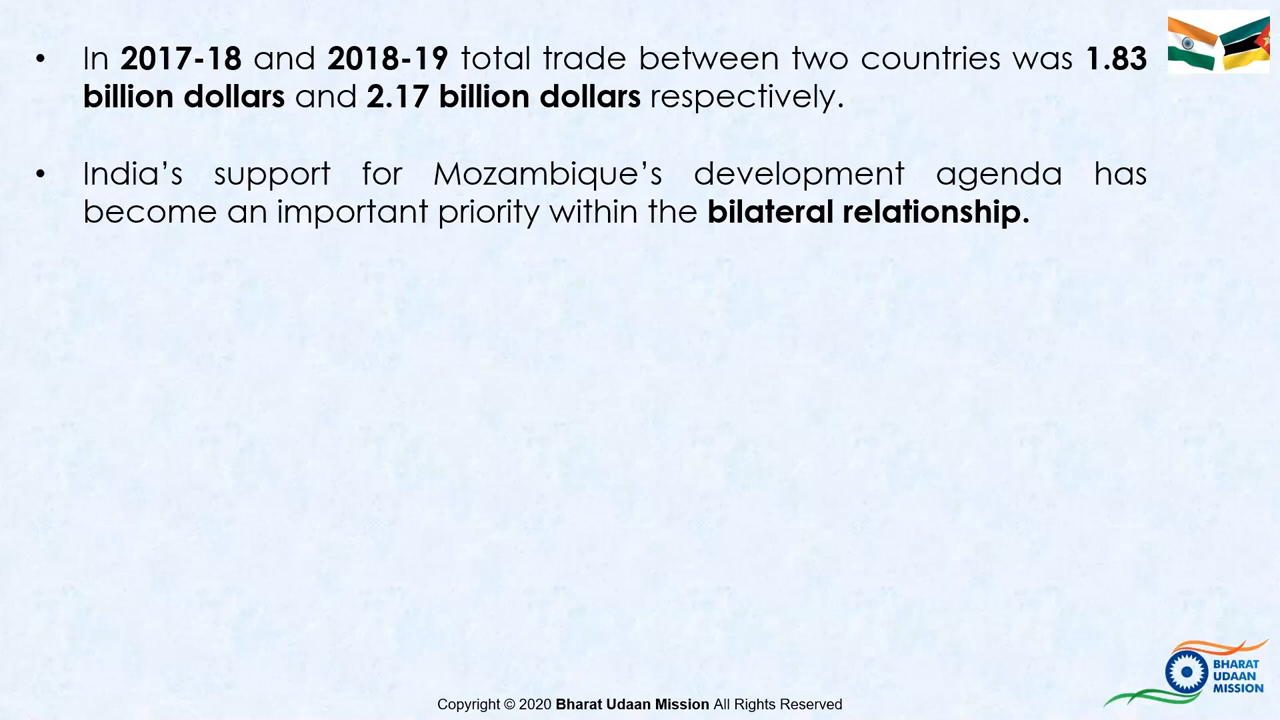 • In 2017-18 and 2018-19 total trade between two countries was 1.83
billion dollars and 2.17 billion dollars respectively.
• India’s support for Mozambique’s development agenda has
become an important priority within the bilateral relationship.
BHARAT
UDAAN
MISSION
Copyright © 2020 Bharat Udaan Mission All Rights Reserved